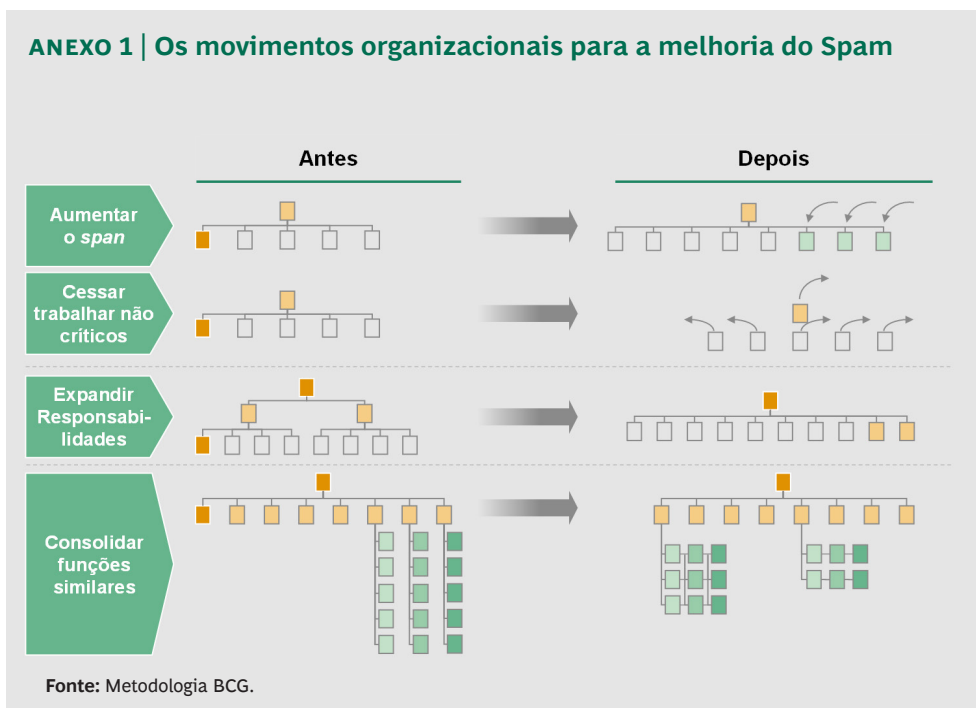 ANEXO 1 | Os movimentos organizacionais para a melhoria do Spam
Antes
Depois
Aumentar
o span
Cessar
trabalhar não
críticos
Expandir
Responsabi-
lidades
Consolidar
funções
similares
Fonte: Metodologia BCG.